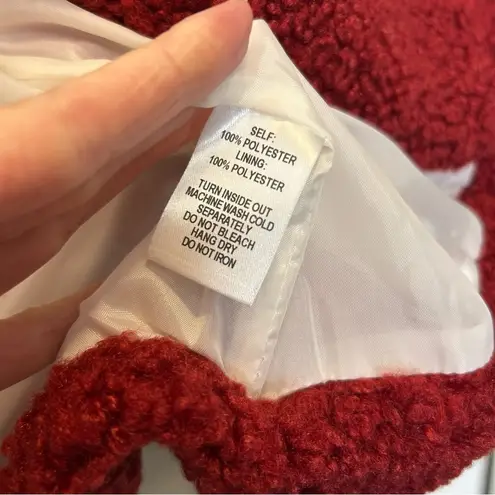 SELF:
100% POLYESTER
LINING:
100% POLYESTER
TURN INSIDE OUT
MACHINE WASH COLD
SEPARATELY
DO NOT BLEACH
HANG DRY
DO NOT IRON